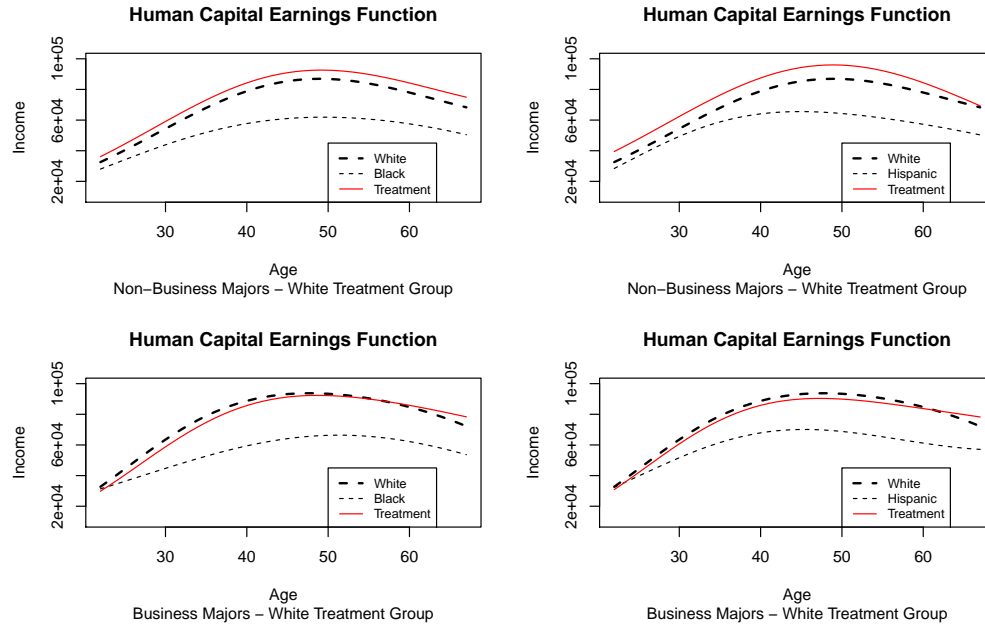 Human Capital Earnings Function
Income
2e+04
6e+04
1e+05
White
Black
Treatment
30
40
50
60
Age
Non−Business Majors − White Treatment Group
Human Capital Earnings Function
Income
2e+04
6e+04
1e+05
White
Hispanic
Treatment
30
40
50
60
Age
Non−Business Majors − White Treatment Group
Human Capital Earnings Function
Income
2e+04
6e+04
1e+05
White
Black
Treatment
30
40
50
60
Age
Business Majors − White Treatment Group
Human Capital Earnings Function
Income
2e+04
6e+04
1e+05
White
Hispanic
Treatment
30
40
50
60
Age
Business Majors − White Treatment Group